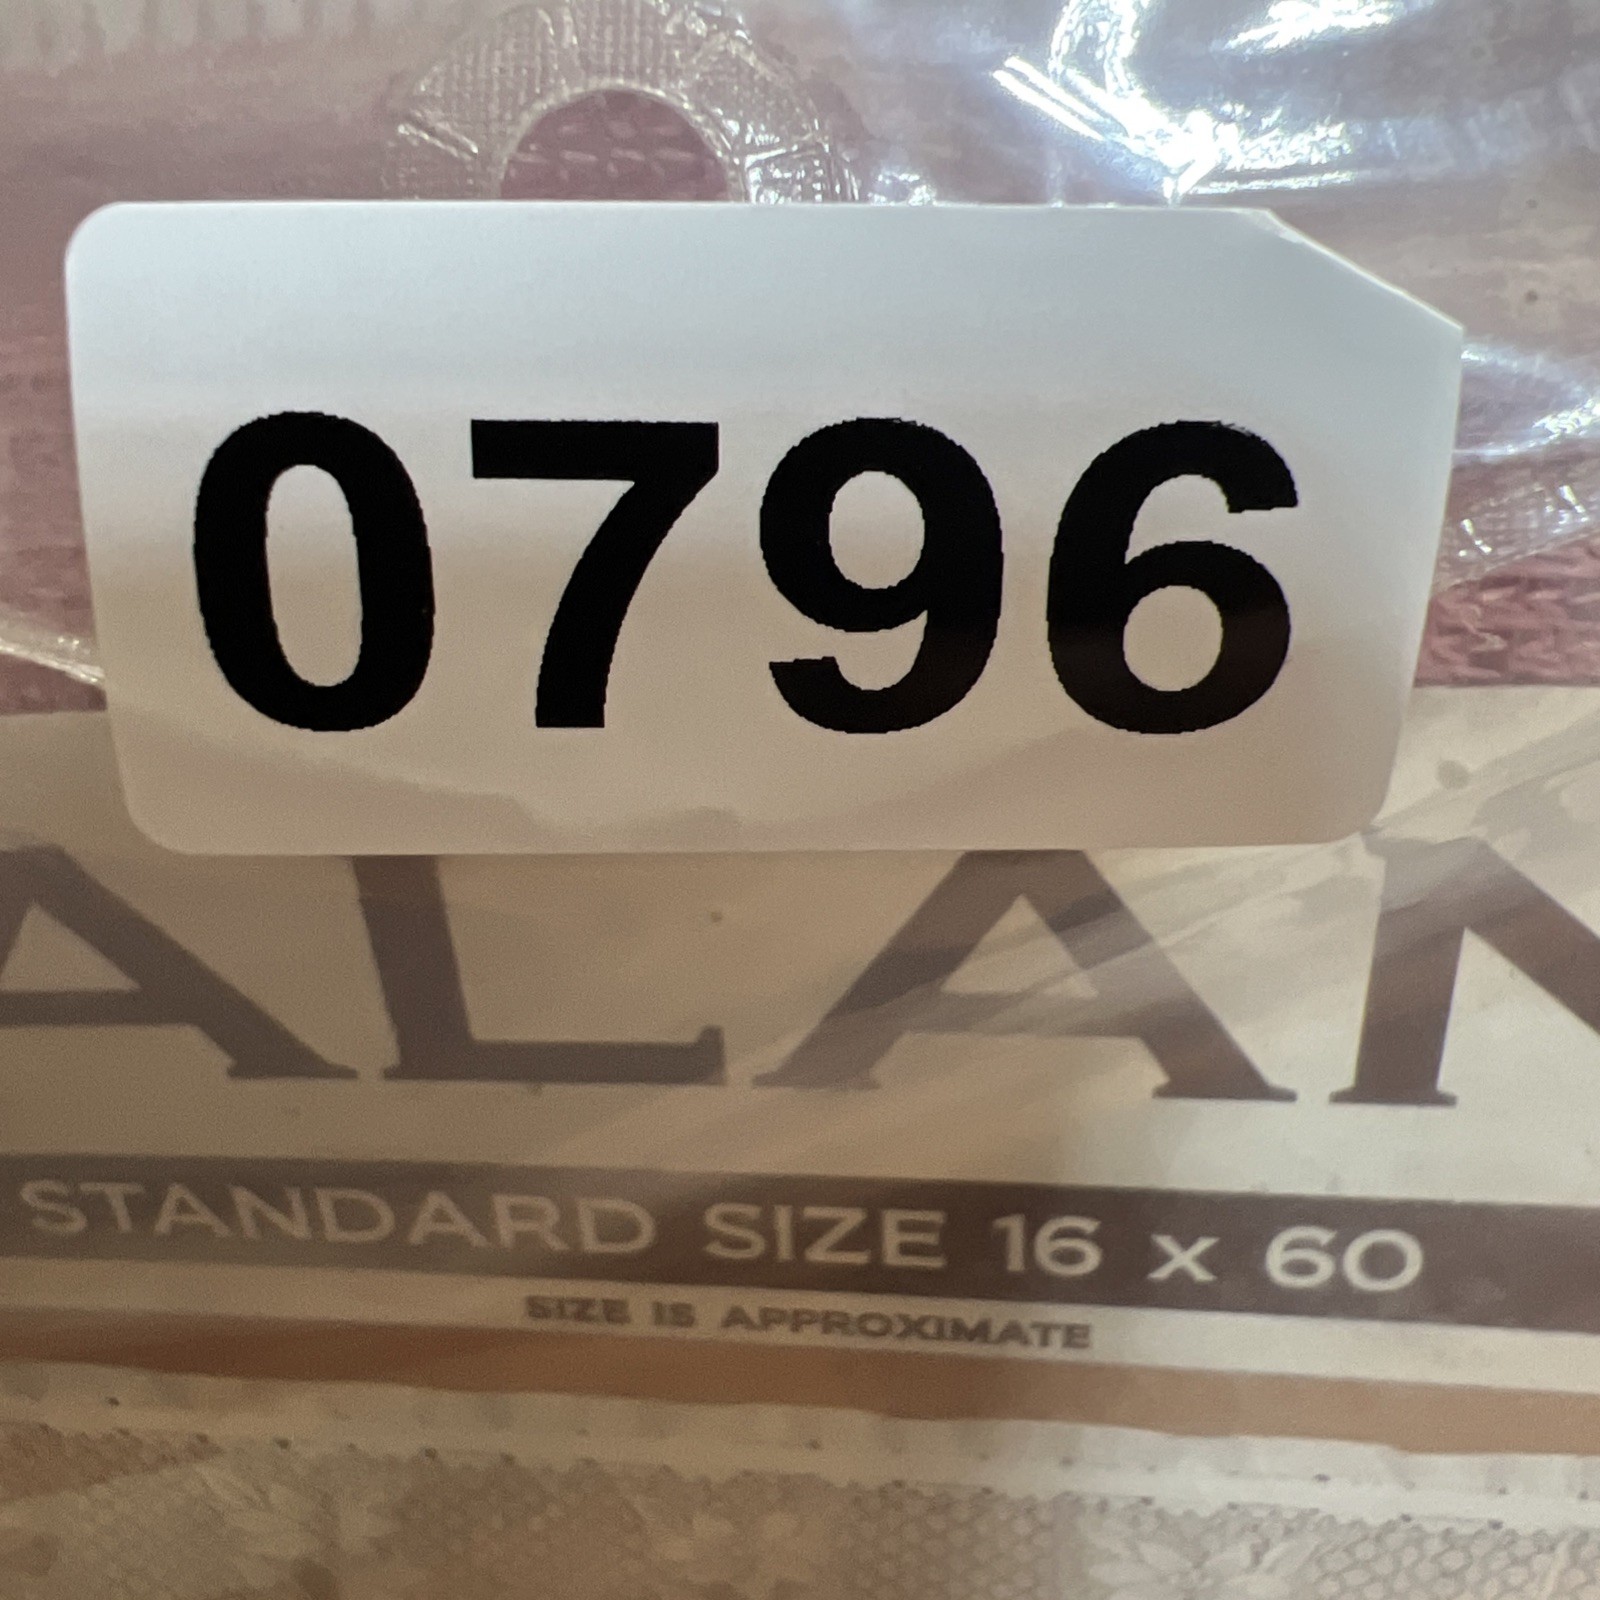 0796
ALAN
STANDARD SIZE 16 x 60
SIZE IS APPROXIMATE